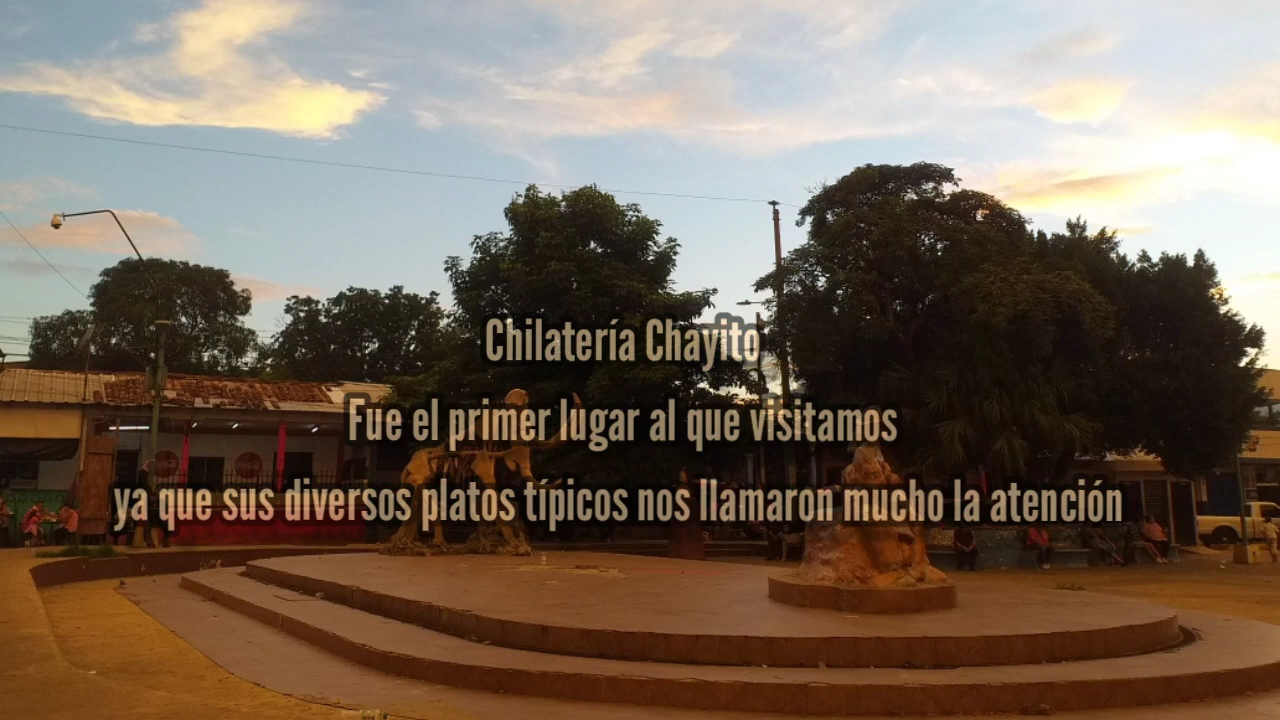 Chilatería Chayito
Fue el primer lugar al que visitamos
ya que sus diversos platos típicos nos llamaron mucho la atención